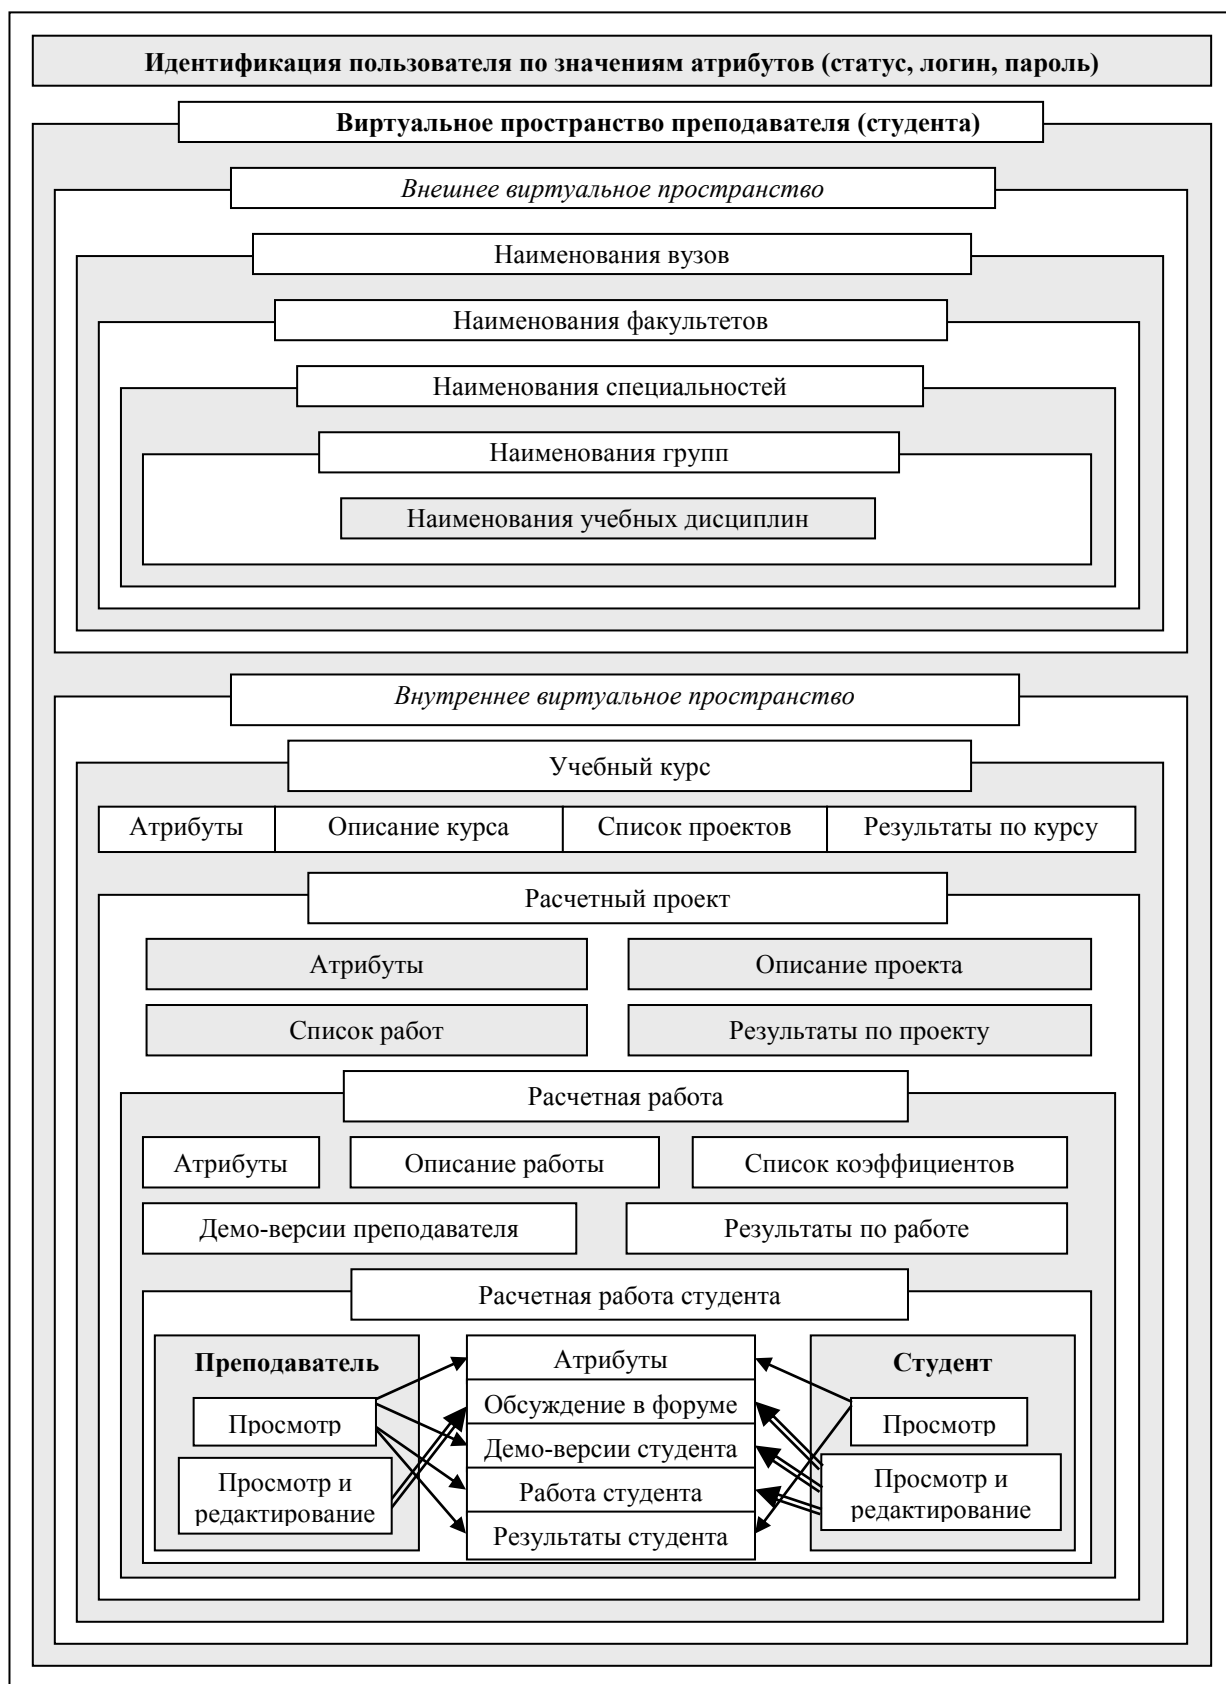 Идентификация пользователя по значениям атрибутов (статус, логин, пароль)
Виртуальное пространство преподавателя (студента)
Внешнее виртуальное пространство
Наименования вузов
Наименования факультетов
Наименования специальностей
Наименования групп
Наименования учебных дисциплин
Внутреннее виртуальное пространство
Учебный курс
Атрибуты
Описание курса
Список проектов
Результаты по курсу
Расчетный проект
Атрибуты
Описание проекта
Список работ
Результаты по проекту
Расчетная работа
Атрибуты
Описание работы
Список коэффициентов
Демо-версии преподавателя
Результаты по работе
Расчетная работа студента
Преподаватель
Просмотр
Просмотр и
редактирование
Атрибуты
Обсуждение в форуме
Демо-версии студента
Работа студента
Результаты студента
Студент
Просмотр
Просмотр и
редактирование